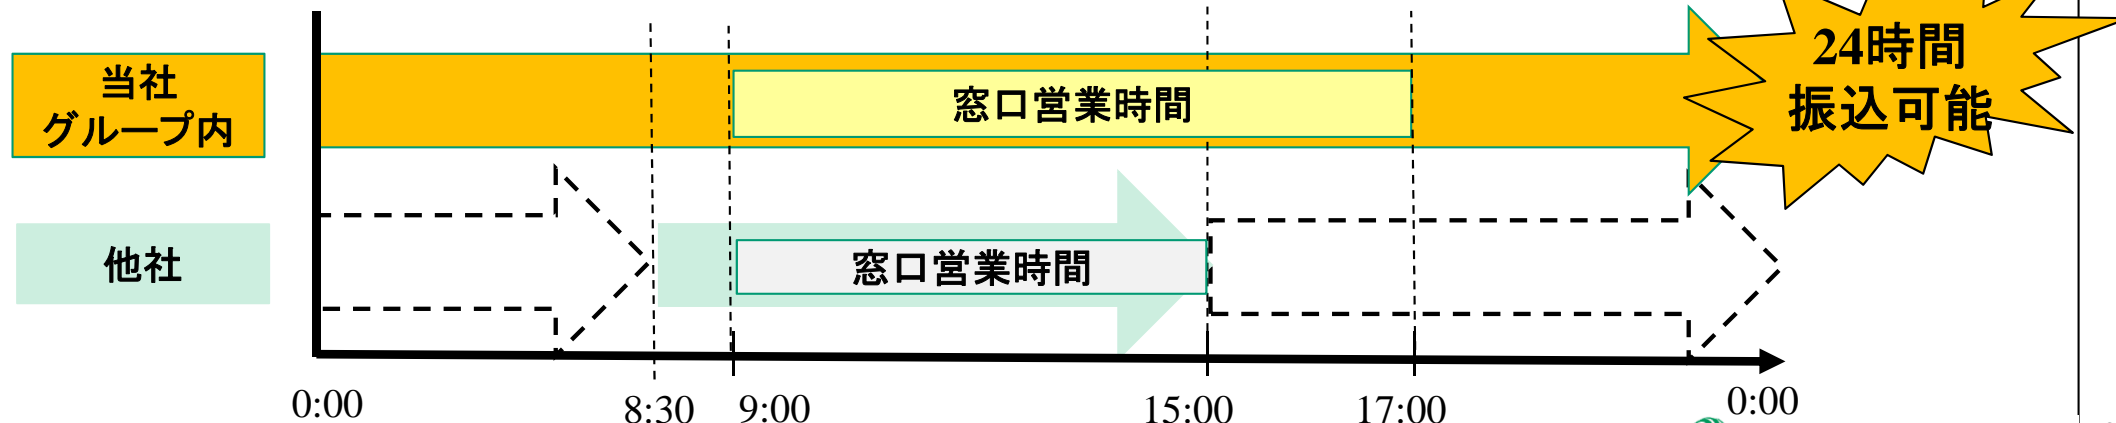 24時間
振込可能
当社
グループ内
窓口営業時間
他社
窓口営業時間
0:00
8:30
9:00
15:00
17:00
0:00